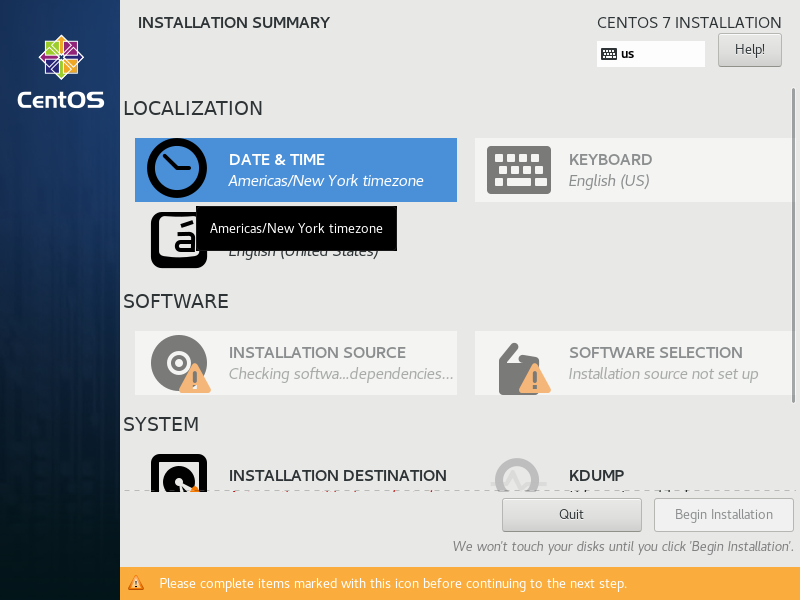 INSTALLATION SUMMARY
CENTOS 7 INSTALLATION
us
Help!
CentOS
LOCALIZATION
DATE & TIME
Americas/New York timezone
KEYBOARD
English (US)
Americas/New York timezone
á
English (United States)
SOFTWARE
INSTALLATION SOURCE
Checking softwa...dependencies...
SOFTWARE SELECTION
Installation source not set up
SYSTEM
INSTALLATION DESTINATION
KDUMP
Quit
Begin Installation
We won't touch your disks until you click 'Begin Installation'.
Please complete items marked with this icon before continuing to the next step.